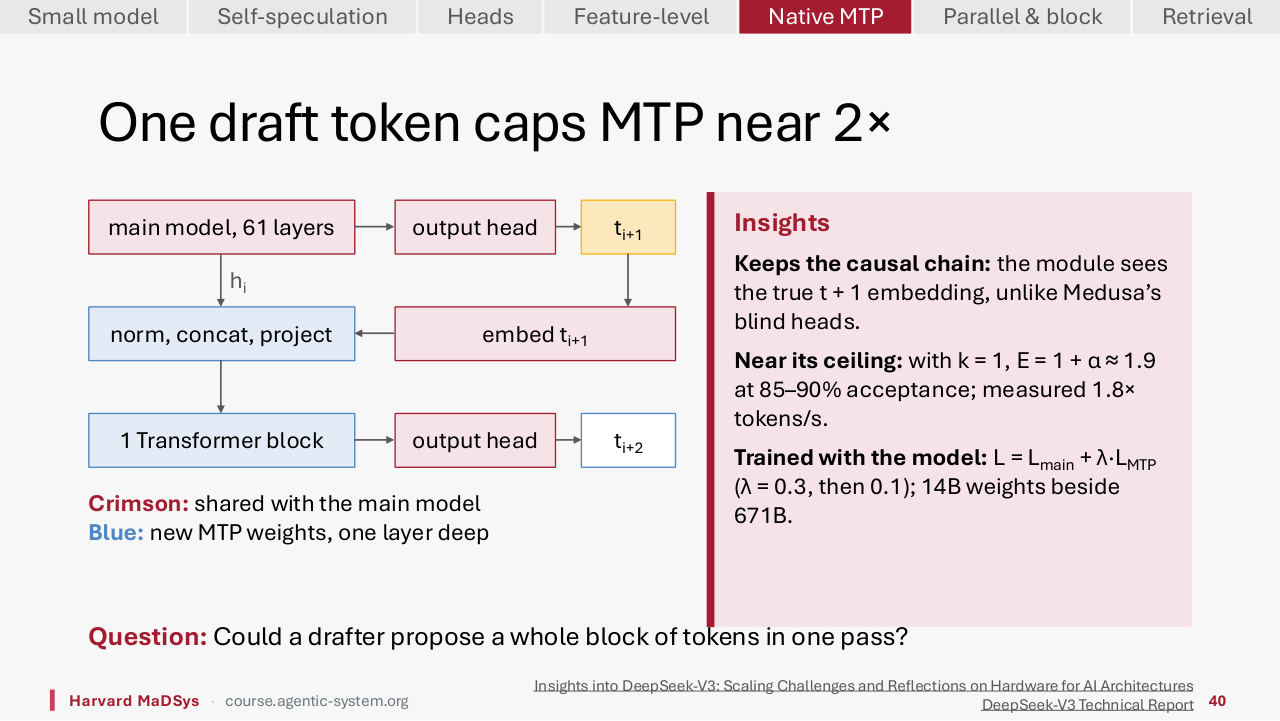 Small model
Self-speculation
Heads
Feature-level
Native MTP
Parallel & block
Retrieval
One draft token caps MTP near 2×
main model, 61 layers
output head
tᵢ₊₁
hᵢ
norm, concat, project
embed tᵢ₊₁
1 Transformer block
output head
tᵢ₊₂
Crimson: shared with the main model
Blue: new MTP weights, one layer deep
Insights
Keeps the causal chain: the module sees
the true t + 1 embedding, unlike Medusa’s
blind heads.
Near its ceiling: with k = 1, E = 1 + α ≈ 1.9
at 85–90% acceptance; measured 1.8×
tokens/s.
Trained with the model: L = L_main + λ·L_MTP
(λ = 0.3, then 0.1); 14B weights beside
671B.
Question: Could a drafter propose a whole block of tokens in one pass?
Harvard MaDSys · course.agentic-system.org
Insights into DeepSeek-V3: Scaling Challenges and Reflections on Hardware for AI Architectures
DeepSeek-V3 Technical Report
40